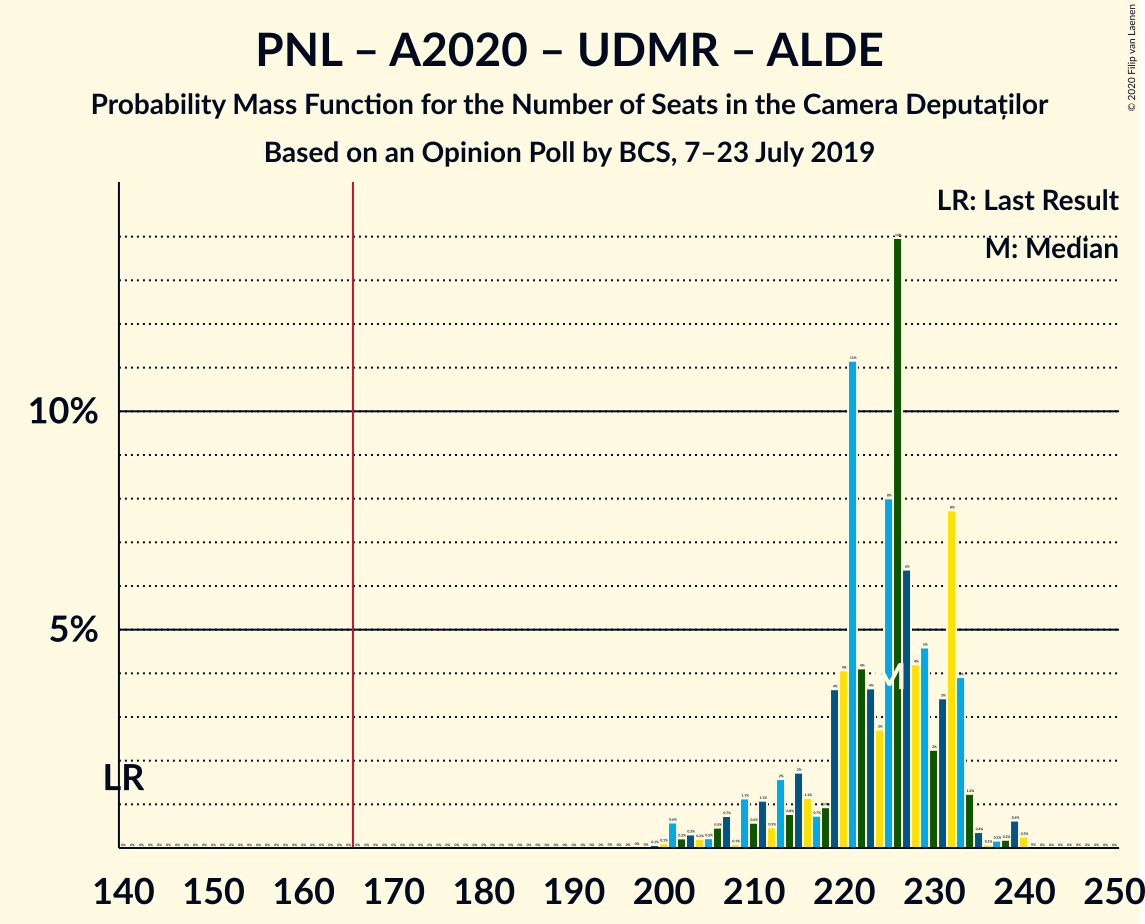 PNL – A2020 – UDMR – ALDE
Probability Mass Function for the Number of Seats in the Camera Deputaților
Based on an Opinion Poll by BCS, 7–23 July 2019
© 2020 Filip van Laenen
LR: Last Result
M: Median
10%
5%
LR
M
140 150 160 170 180 190 200 210 220 230 240 250